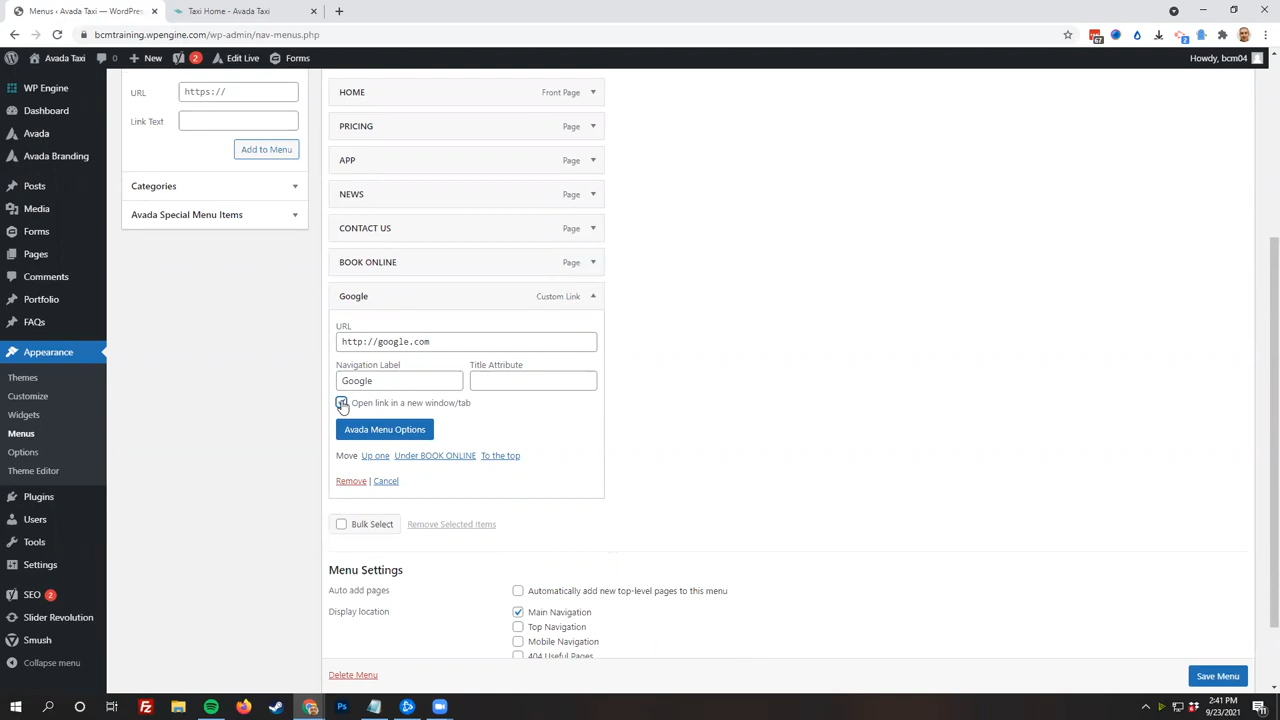 Menus ‹ Avada Taxi — WordPres
Taxi Home - Avada Taxi
bcmtraining.wpengine.com/wp-admin/nav-menus.php
67
2
Avada Taxi
0
New
2
Edit Live
Forms
Howdy, bcm04
WP Engine
Dashboard
Avada
Avada Branding
Posts
Media
Forms
Pages
Comments
Portfolio
FAQs
Appearance
Themes
Customize
Widgets
Menus
Options
Theme Editor
Plugins
Users
Tools
Settings
SEO 2
Slider Revolution
Smush
Collapse menu
URL
https://
Link Text
Add to Menu
Categories
Avada Special Menu Items
HOME Front Page
PRICING Page
APP Page
NEWS Page
CONTACT US Page
BOOK ONLINE Page
Google Custom Link
URL
http://google.com
Navigation Label Title Attribute
Google
Open link in a new window/tab
Avada Menu Options
Move Up one Under BOOK ONLINE To the top
Remove | Cancel
Bulk Select Remove Selected Items
Menu Settings
Auto add pages Automatically add new top-level pages to this menu
Display location Main Navigation
Top Navigation
Mobile Navigation
404 Useful Pages
Delete Menu
Save Menu
2:41 PM
9/23/2021